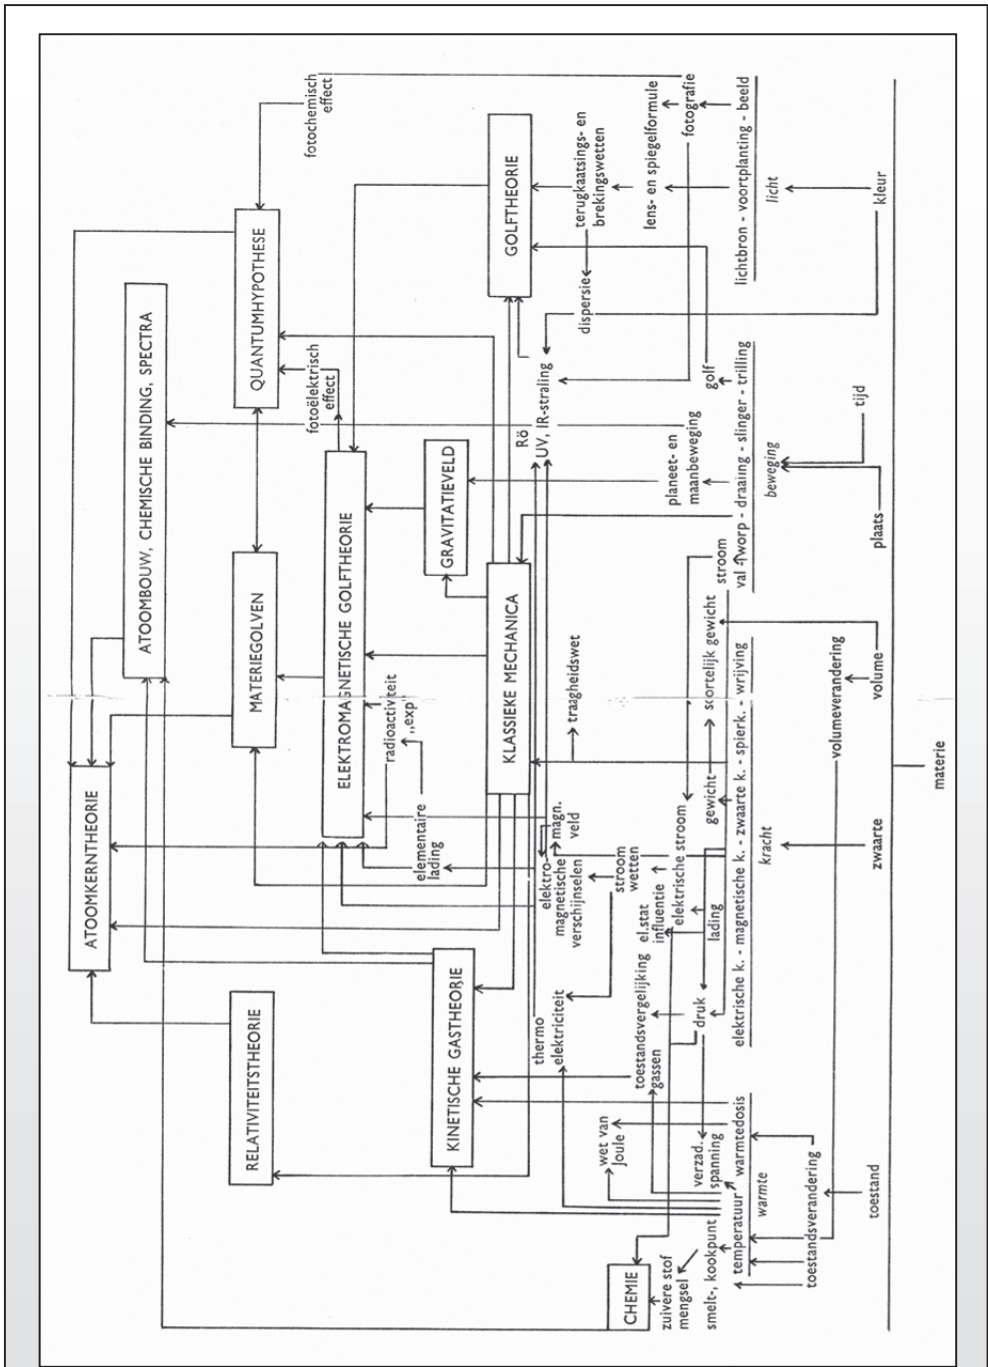 ATOOMKERNTHEORIE
ATOOMBOUW, CHEMISCHE BINDING, SPECTRA
RELATIVITEITSTHEORIE
MATERIEGOLVEN
QUANTUMHYPOTHESE
fotochemisch
effect
ELEKTROMAGNETISCHE GOLFTHEORIE
fotoëlektrisch
effect
radioactiviteit
„exp"
elementaire
lading
KINETISCHE GASTHEORIE
GRAVITATIEVELD
KLASSIEKE MECHANICA
GOLFTHEORIE
Rö
UV, IR-straling
thermo
elektriciteit
elektro-
magnetische
verschijnselen
magn.
veld
traagheidswet
dispersie
terugkaatsings- en
brekingswetten
CHEMIE
wet van
Joule
toestandsvergelijking
gassen
stroom
wetten
el.stat
influentie
elektrische stroom
lens- en spiegelformule
zuivere stof
mengsel
verzad.
spanning
druk
lading
gewicht
soortelijk gewicht
stroom
planeet- en
maanbeweging
golf
fotografie
smelt-, kookpunt
temperatuur
warmtedosis
elektrische k. - magnetische k. - zwaarte k. - spierk. - wrijving
val - worp - draaiing - slinger - trilling
lichtbron - voortplanting - beeld
warmte
kracht
beweging
licht
toestandsverandering
volumeverandering
toestand
zwaarte
volume
plaats
tijd
kleur
materie